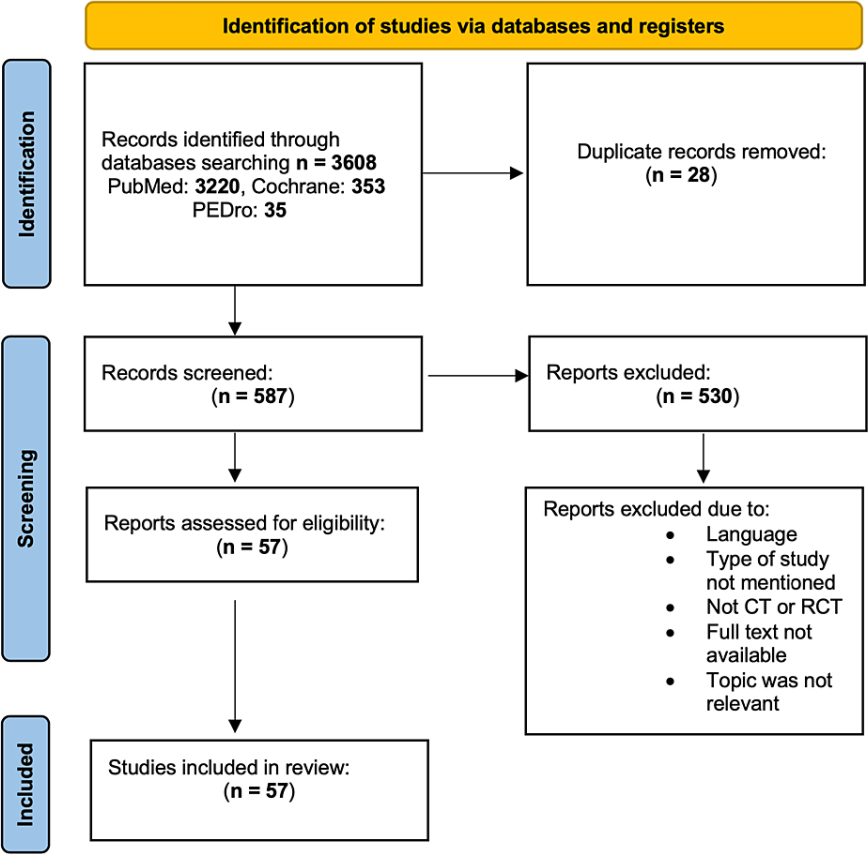 Identification of studies via databases and registers
Identification
Records identified through
databases searching n = 3608
PubMed: 3220, Cochrane: 353
PEDro: 35
Duplicate records removed:
(n = 28)
Screening
Records screened:
(n = 587)
Reports excluded:
(n = 530)
Reports assessed for eligibility:
(n = 57)
Reports excluded due to:
• Language
• Type of study
not mentioned
• Not CT or RCT
• Full text not
available
• Topic was not
relevant
Included
Studies included in review:
(n = 57)